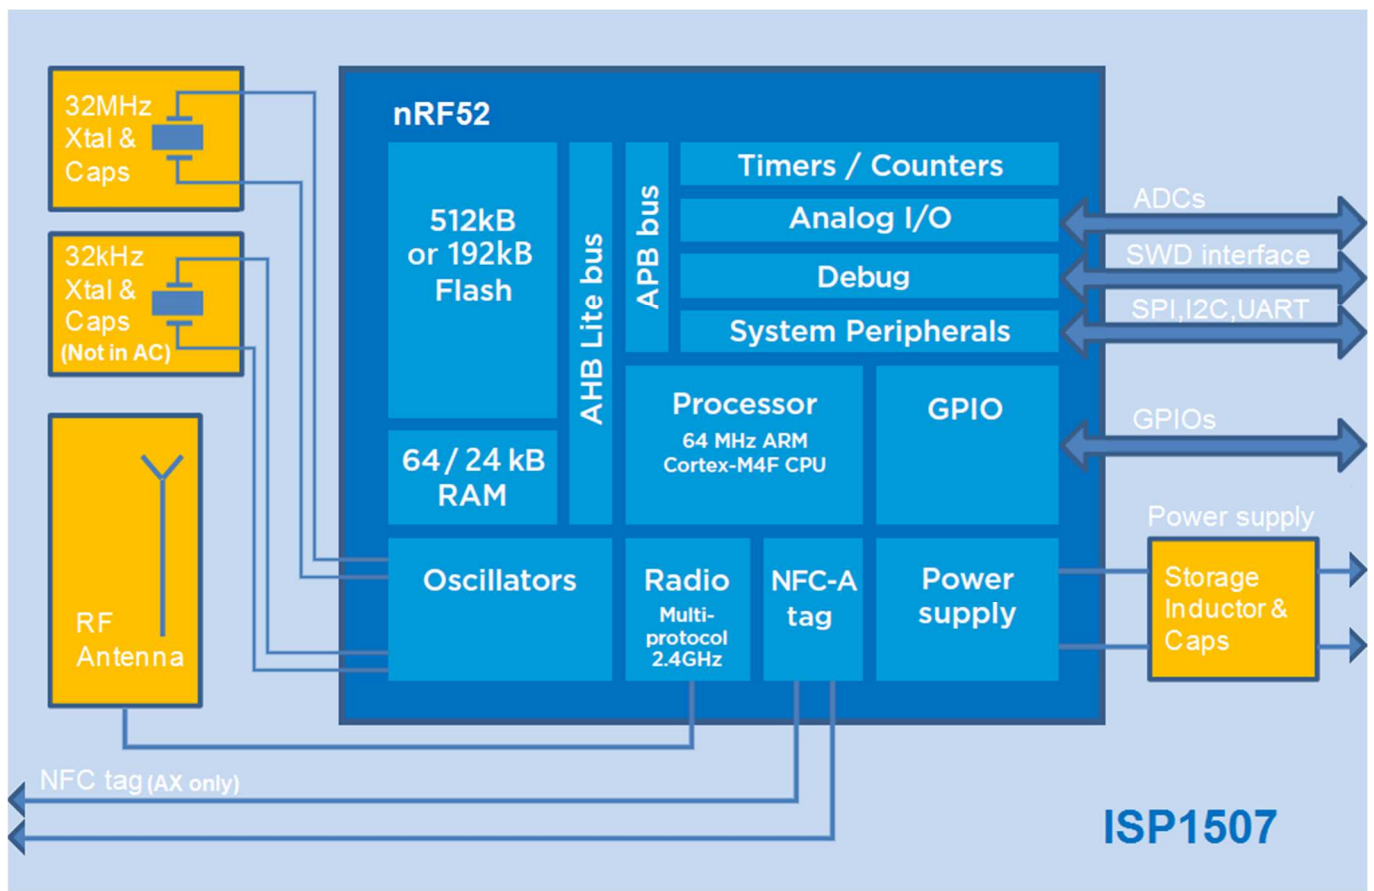 32MHz
Xtal &
Caps
32kHz
Xtal &
Caps
(Not in AC)
RF
Antenna
nRF52
512kB
or 192kB
Flash
64 / 24 kB
RAM
AHB Lite bus
APB bus
Timers / Counters
Analog I/O
Debug
System Peripherals
Processor
64 MHz ARM
Cortex-M4F CPU
GPIO
Oscillators
Radio
Multi-
protocol
2.4GHz
NFC-A
tag
Power
supply
ADCs
SWD interface
SPI,I2C,UART
GPIOs
Power supply
Storage
Inductor &
Caps
NFC tag (AX only)
ISP1507